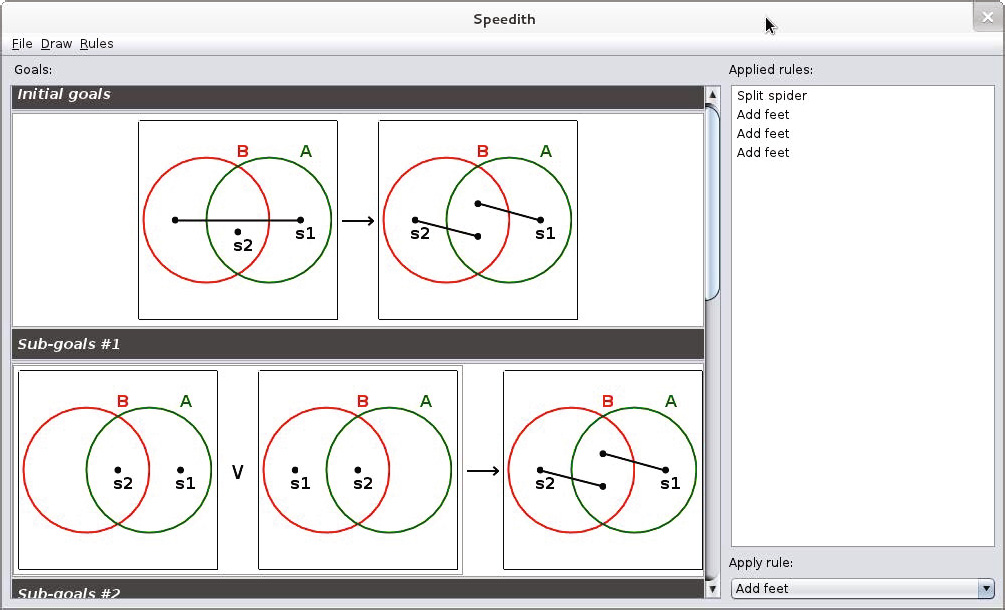 Speedith
File Draw Rules
Goals:
Applied rules:
Initial goals
Split spider
Add feet
Add feet
Add feet
B A B A
s2 s1 s2 s1
Sub-goals #1
B A B A B A
s2 s1 ∨ s1 s2 s2 s1
Apply rule:
Add feet
Sub-goals #2